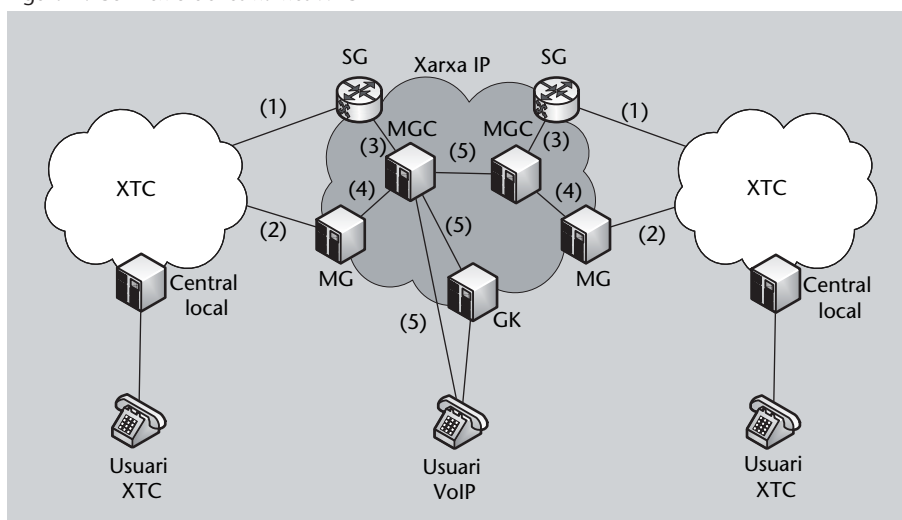 SG
Xarxa IP
SG
(1)
MGC
MGC
(1)
(3)
(5)
(3)
XTC
XTC
(4)
(4)
(2)
(5)
(2)
MG
MG
Central
local
(5)
GK
Central
local
Usuari
XTC
Usuari
VoIP
Usuari
XTC